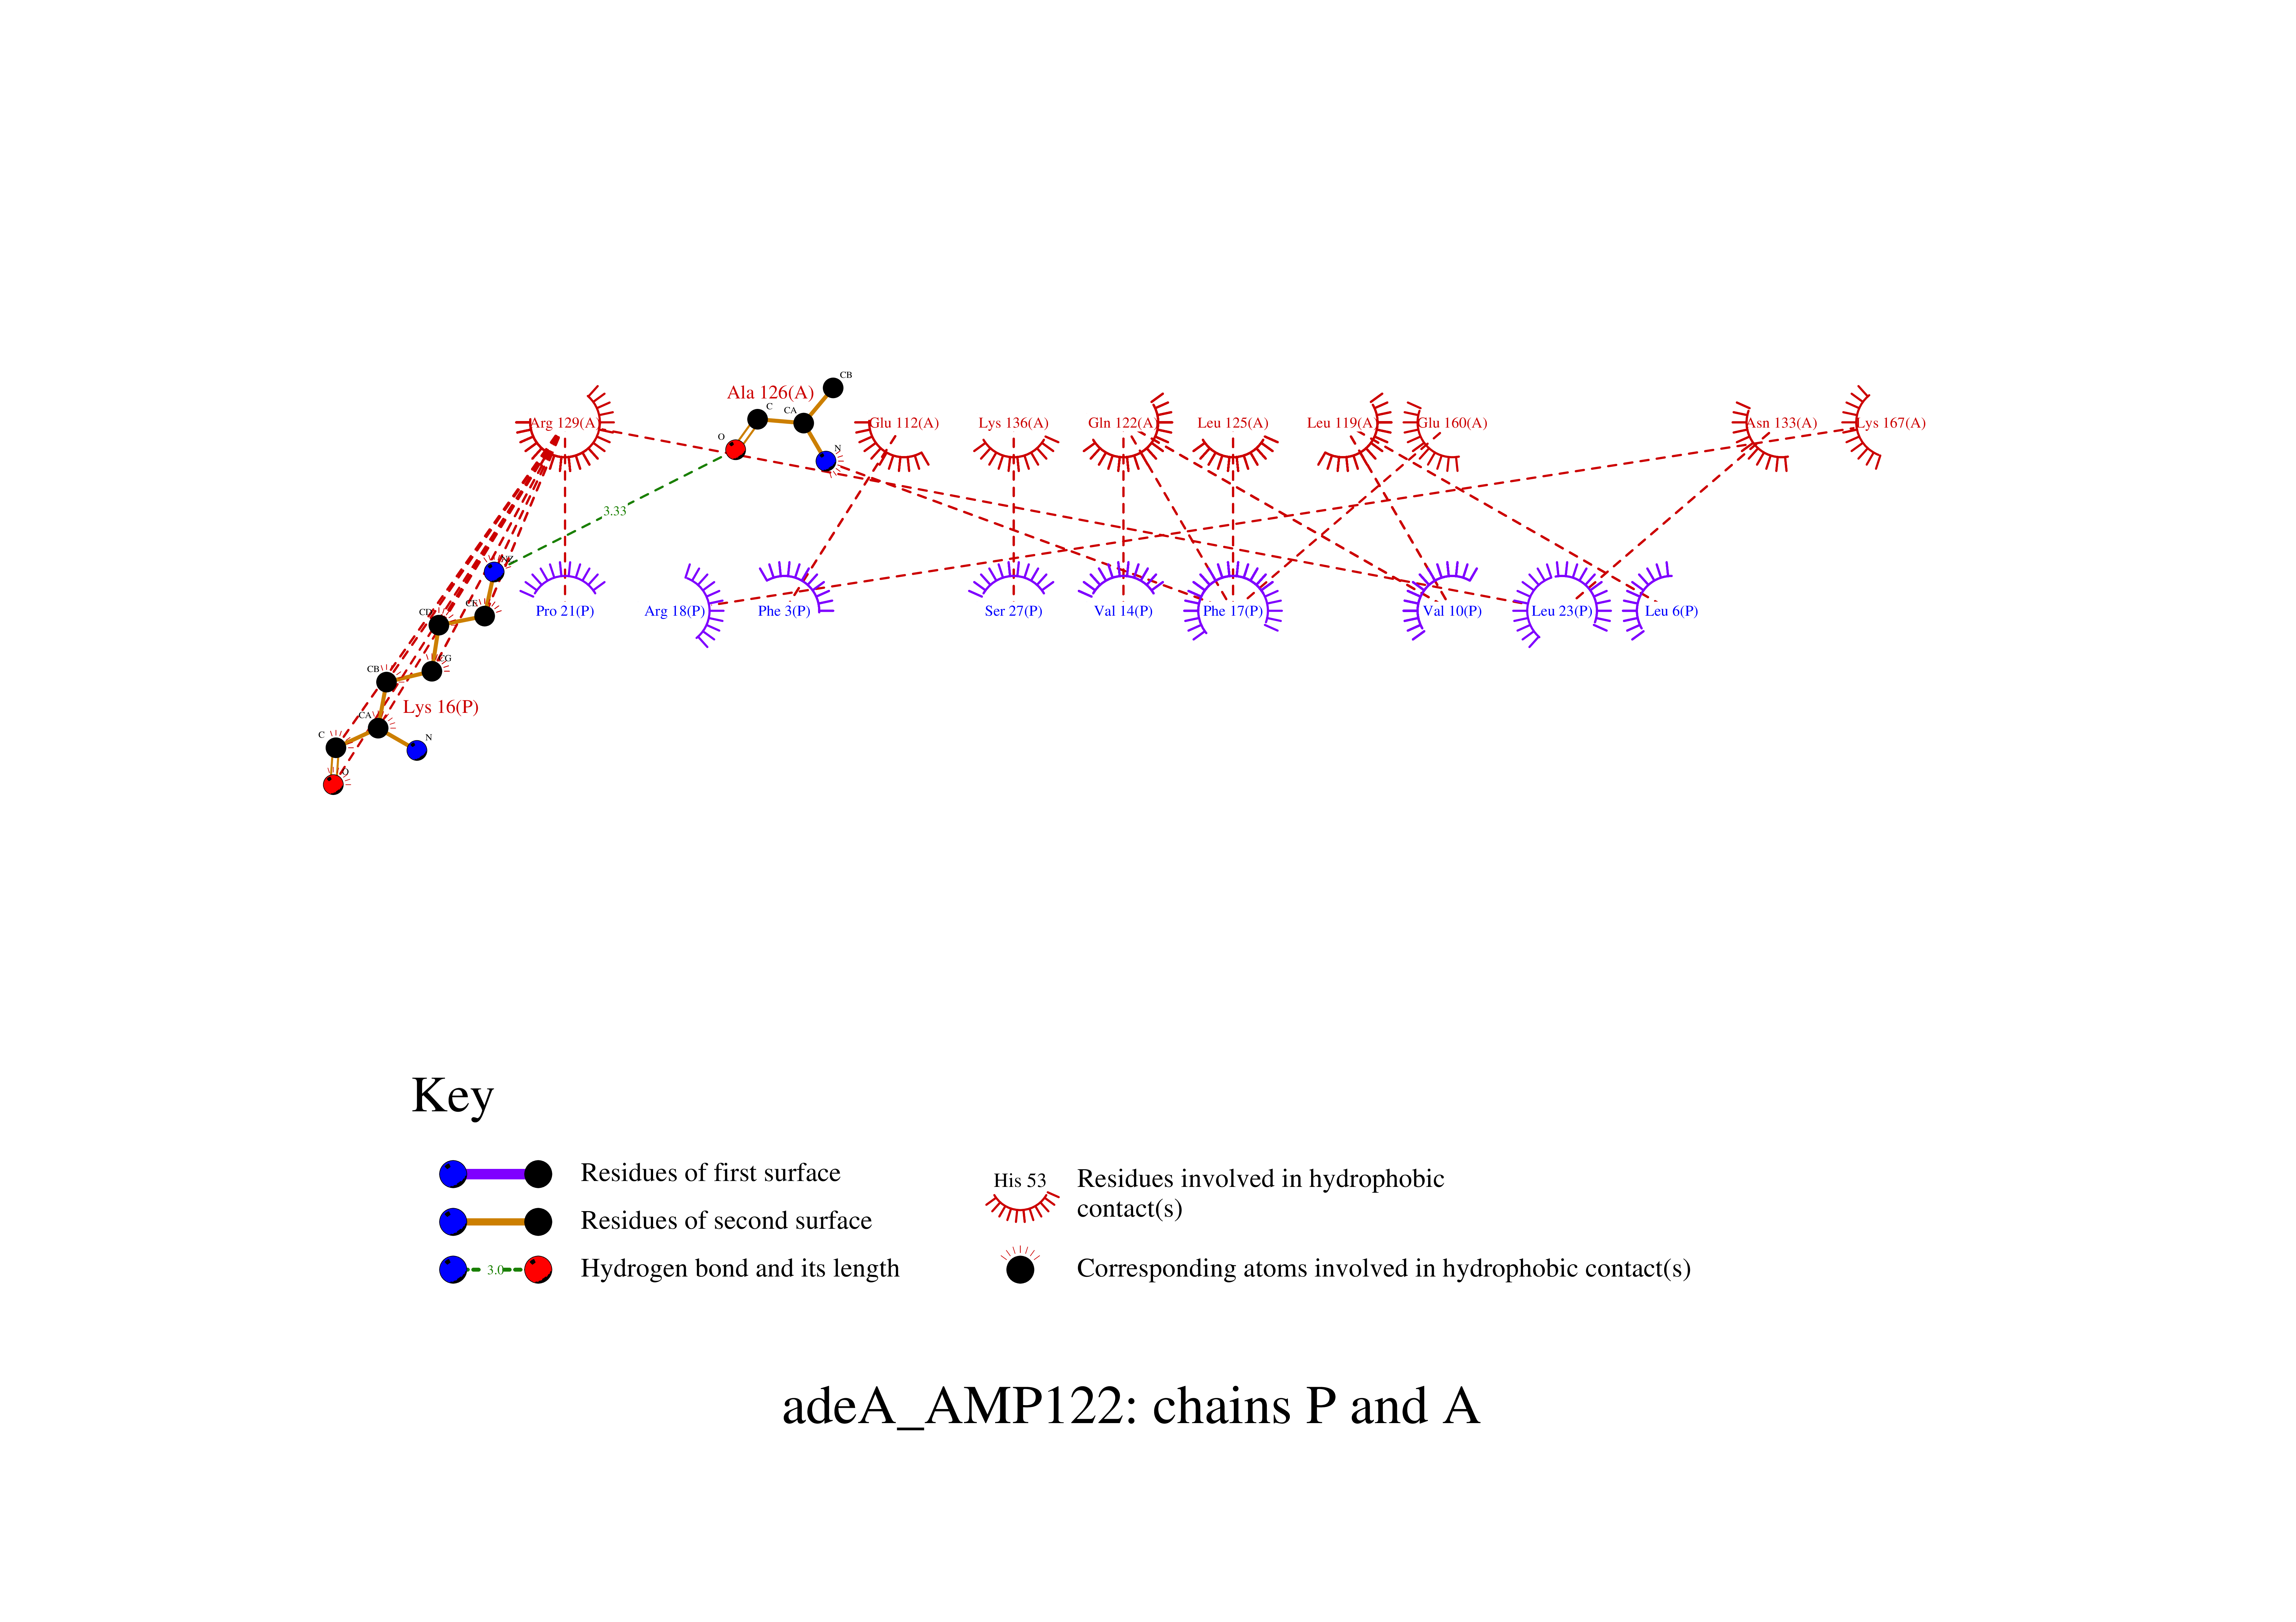 CB
Ala 126(A)
C
CA
O
N
Arg 129(A)
Glu 112(A)
Lys 136(A)
Gln 122(A)
Leu 125(A)
Leu 119(A)
Glu 160(A)
Asn 133(A)
Lys 167(A)
3.33
NZ
CE
CD
Pro 21(P)
Arg 18(P)
Phe 3(P)
Ser 27(P)
Val 14(P)
Phe 17(P)
Val 10(P)
Leu 23(P)
Leu 6(P)
CG
CB
Lys 16(P)
CA
C
N
O
Key
Residues of first surface
Residues of second surface
3.0
Hydrogen bond and its length
His 53
Residues involved in hydrophobic
contact(s)
Corresponding atoms involved in hydrophobic contact(s)
adeA_AMP122: chains P and A